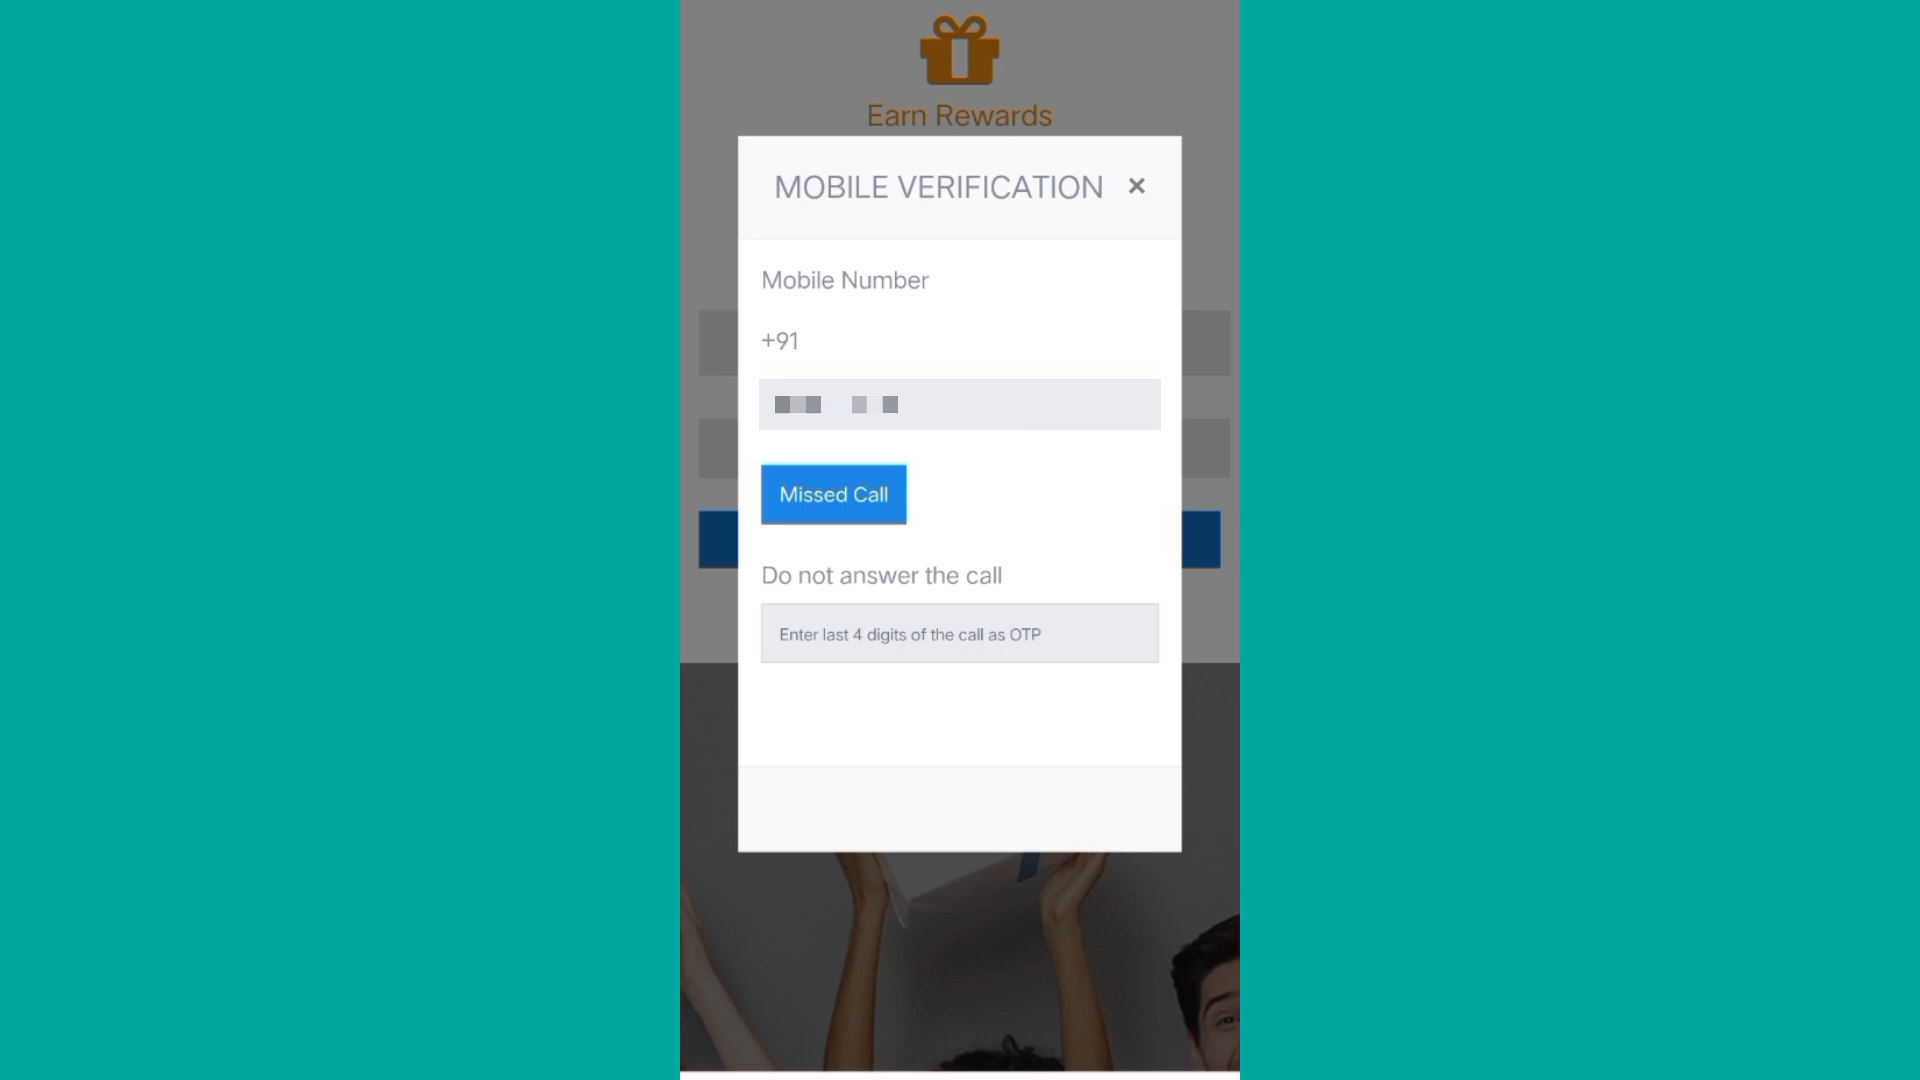 Earn Rewards
MOBILE VERIFICATION ×
Mobile Number
+91
Missed Call
Do not answer the call
Enter last 4 digits of the call as OTP